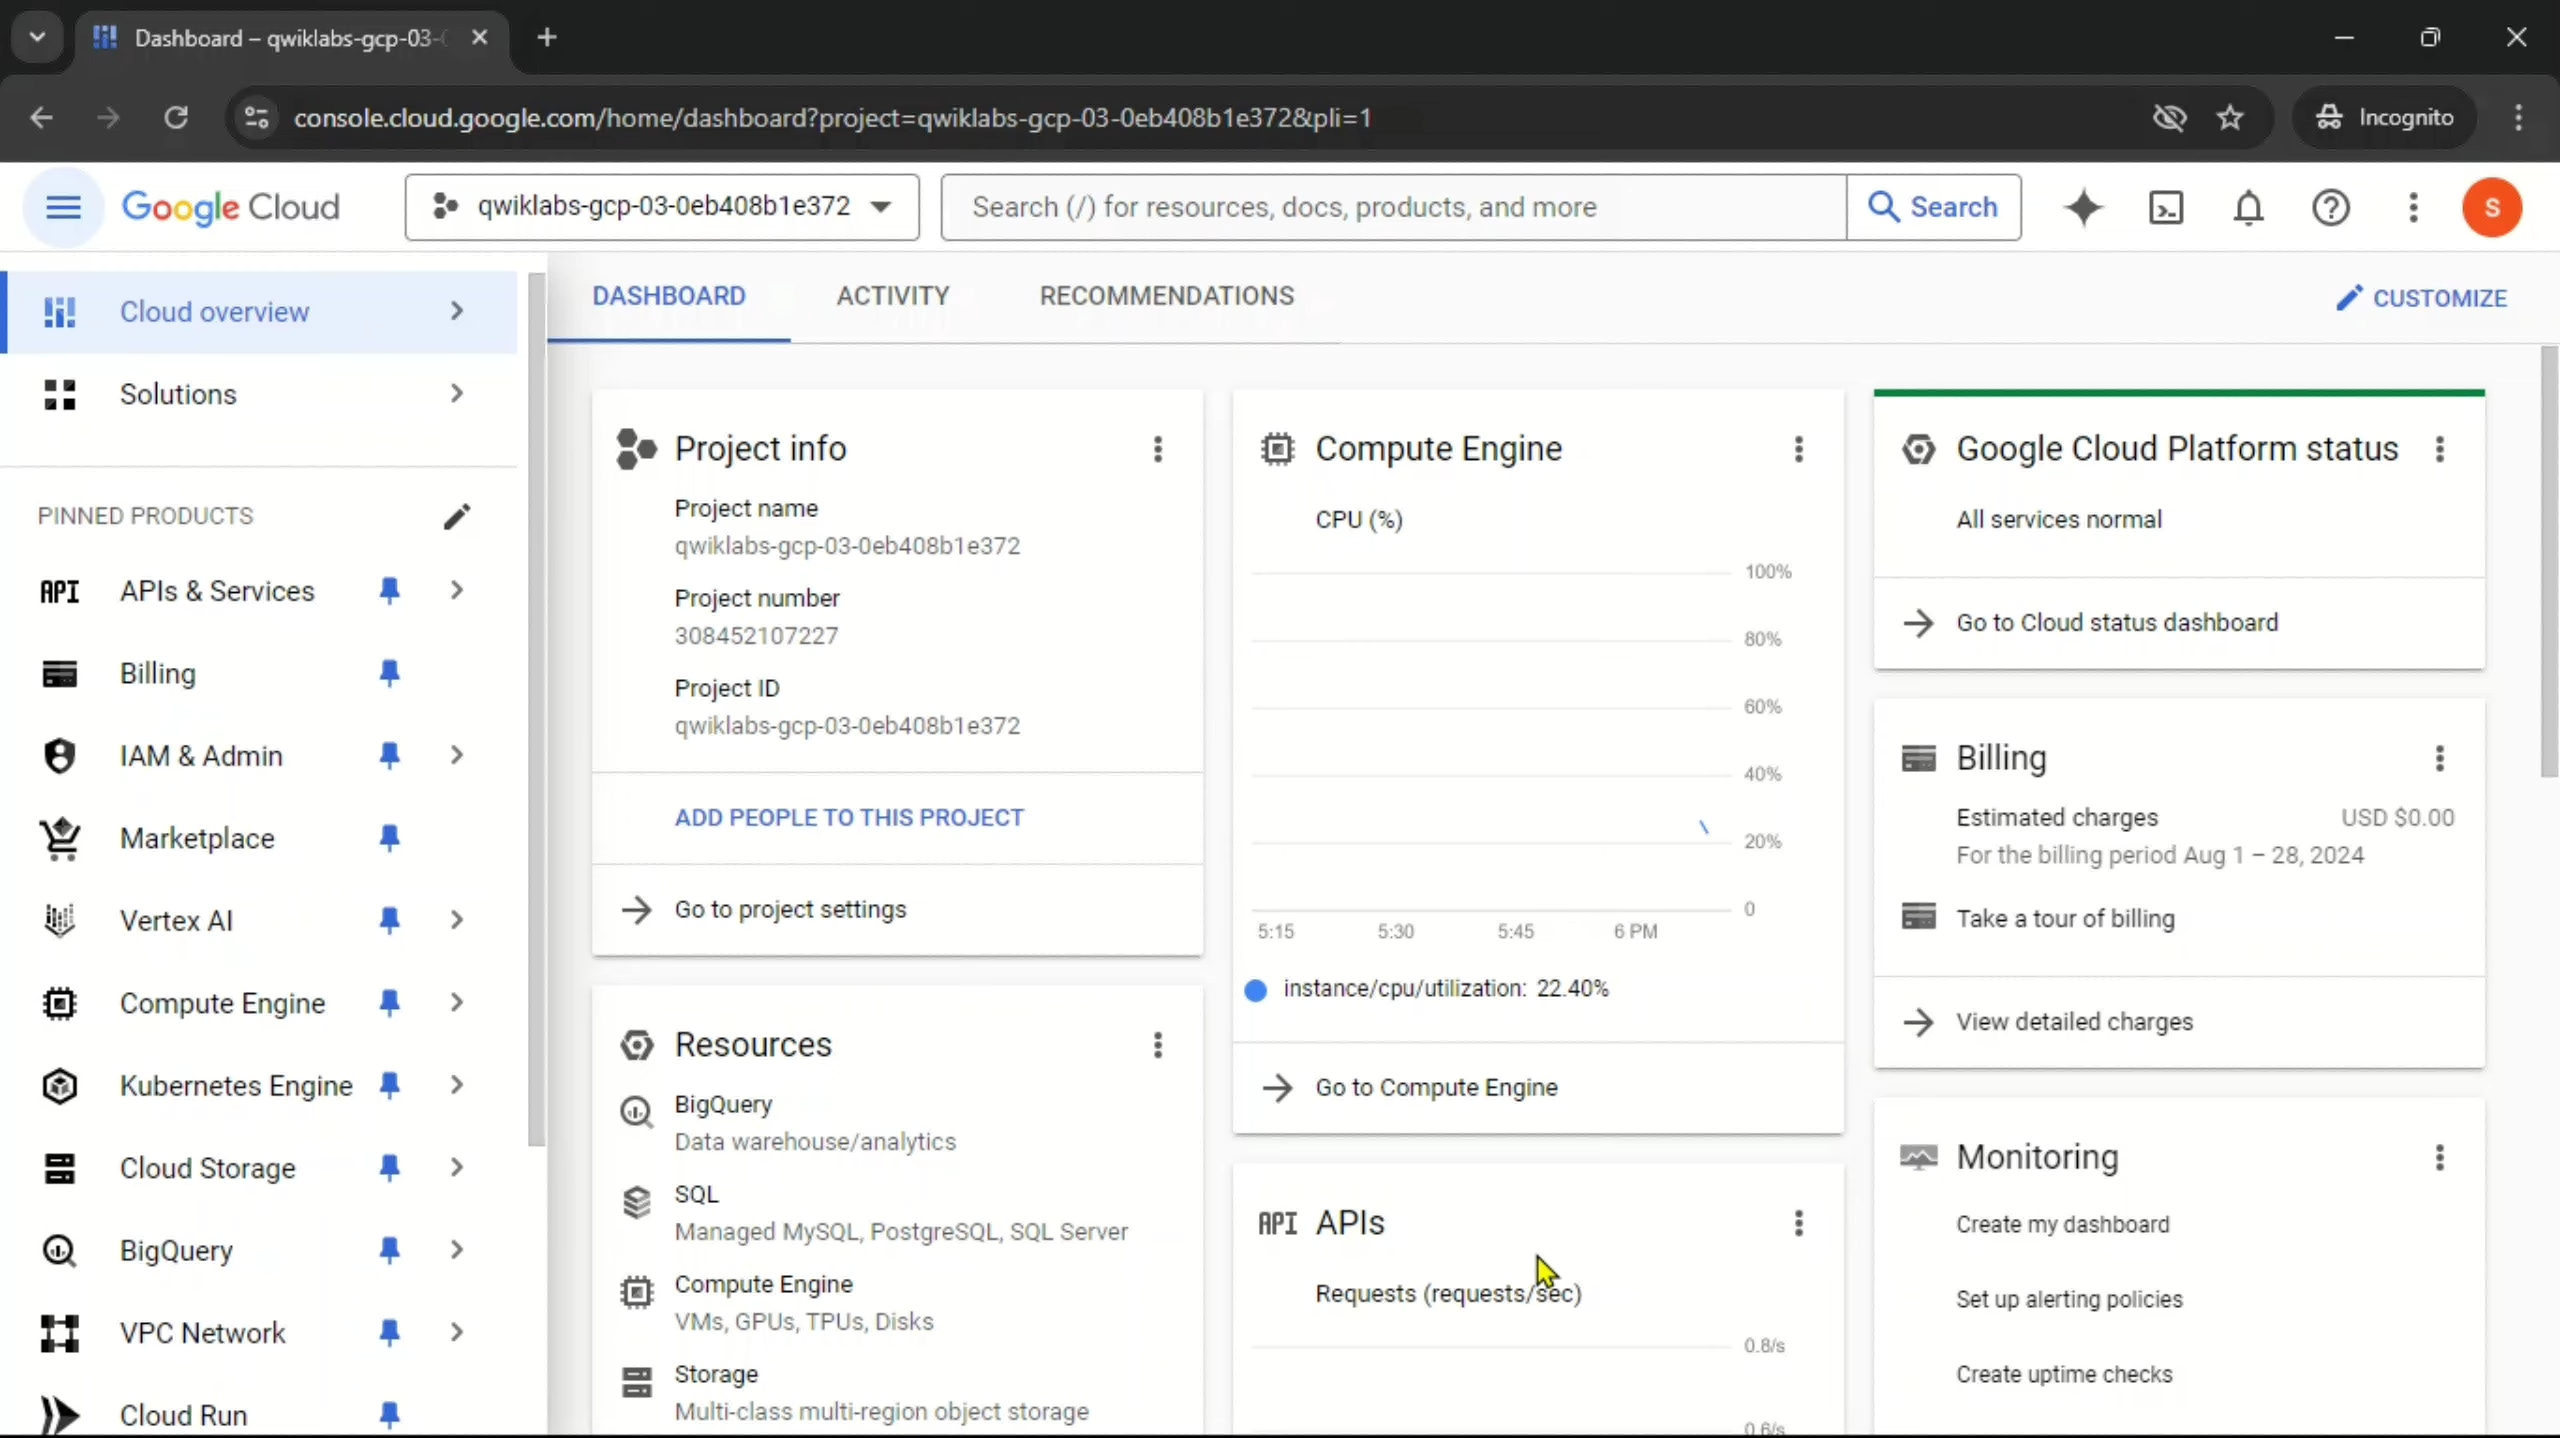 Dashboard – qwiklabs-gcp-03-
console.cloud.google.com/home/dashboard?project=qwiklabs-gcp-03-0eb408b1e372&pli=1
Incognito
Google Cloud
qwiklabs-gcp-03-0eb408b1e372
Search (/) for resources, docs, products, and more
Search
S
Cloud overview
Solutions
PINNED PRODUCTS
API APIs & Services
Billing
IAM & Admin
Marketplace
Vertex AI
Compute Engine
Kubernetes Engine
Cloud Storage
BigQuery
VPC Network
Cloud Run
DASHBOARD
ACTIVITY
RECOMMENDATIONS
CUSTOMIZE
Project info
Project name
qwiklabs-gcp-03-0eb408b1e372
Project number
308452107227
Project ID
qwiklabs-gcp-03-0eb408b1e372
ADD PEOPLE TO THIS PROJECT
Go to project settings
Resources
BigQuery
Data warehouse/analytics
SQL
Managed MySQL, PostgreSQL, SQL Server
Compute Engine
VMs, GPUs, TPUs, Disks
Storage
Multi-class multi-region object storage
Compute Engine
CPU (%)
100%
80%
60%
40%
20%
0
5:15 5:30 5:45 6 PM
instance/cpu/utilization: 22.40%
Go to Compute Engine
API APIs
Requests (requests/sec)
0.8/s
0.6/s
Google Cloud Platform status
All services normal
Go to Cloud status dashboard
Billing
Estimated charges USD $0.00
For the billing period Aug 1 – 28, 2024
Take a tour of billing
View detailed charges
Monitoring
Create my dashboard
Set up alerting policies
Create uptime checks